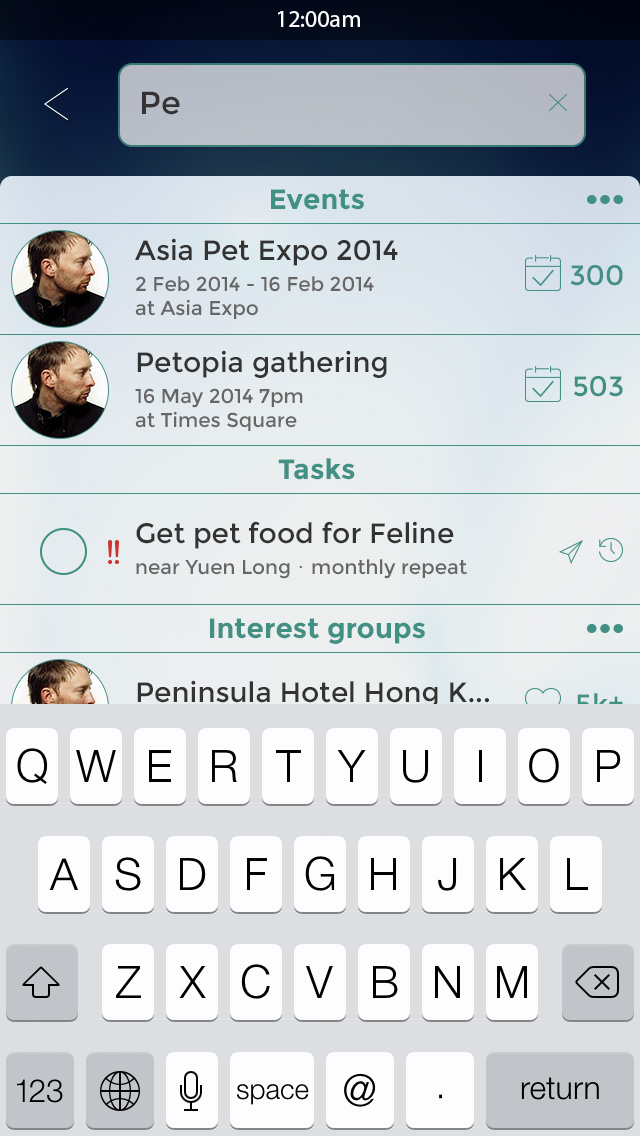 12:00am
Pe
Events
Asia Pet Expo 2014
2 Feb 2014 - 16 Feb 2014
at Asia Expo
300
Petopia gathering
16 May 2014 7pm
at Times Square
503
Tasks
!! Get pet food for Feline
near Yuen Long · monthly repeat
Interest groups
Peninsula Hotel Hong K...
5k+
Q W E R T Y U I O P
A S D F G H J K L
Z X C V B N M
123 space @ . return